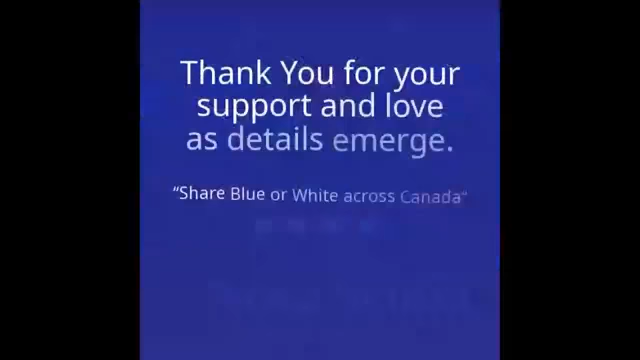 Thank You for your
support and love
as details emerge.
“Share Blue or White across Canada“